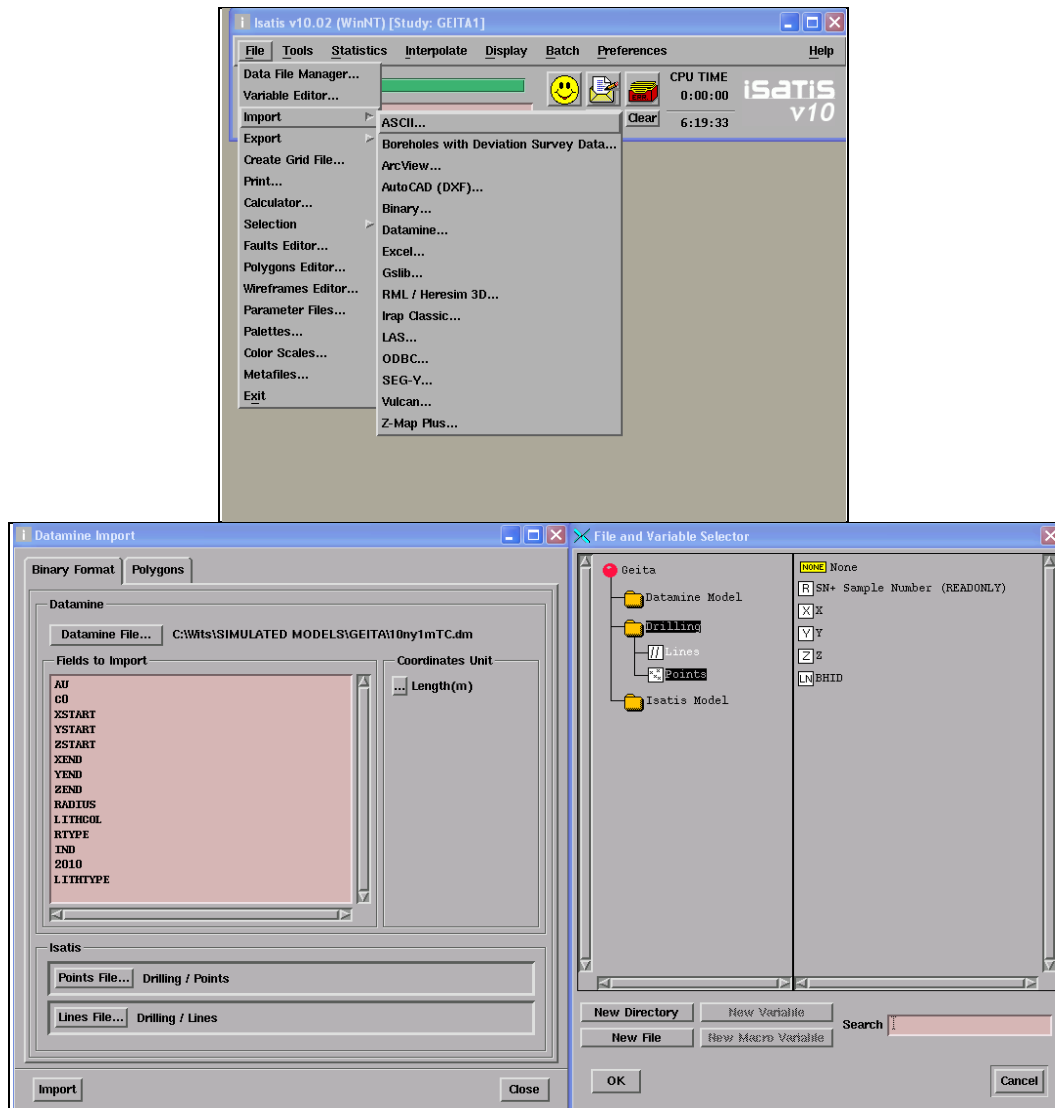 Isatis v10.02 (WinNT) [Study: GEITA1]
File Tools Statistics Interpolate Display Batch Preferences Help
Data File Manager...
Variable Editor...
Import
Export
Create Grid File...
Print...
Calculator...
Selection
Faults Editor...
Polygons Editor...
Wireframes Editor...
Parameter Files...
Palettes...
Color Scales...
Metafiles...
Exit
CPU TIME
0:00:00
Clear
6:19:33
isatis
v10
ASCII...
Boreholes with Deviation Survey Data...
ArcView...
AutoCAD (DXF)...
Binary...
Datamine...
Excel...
Gslib...
RML / Heresim 3D...
Irap Classic...
LAS...
ODBC...
SEG-Y...
Vulcan...
Z-Map Plus...
Datamine Import
Binary Format Polygons
Datamine
Datamine File... C:\Wits\SIMULATED MODELS\GEITA\10ny1mTC.dm
Fields to Import
AU
CO
XSTART
YSTART
ZSTART
XEND
YEND
ZEND
RADIUS
LITHCOL
RTYPE
IND
2010
LITHTYPE
Coordinates Unit
... Length(m)
Isatis
Points File... Drilling / Points
Lines File... Drilling / Lines
Import Close
File and Variable Selector
Geita
Datamine Model
Drilling
Lines
Points
Isatis Model
NONE None
R SN+ Sample Number (READONLY)
X X
Y Y
Z Z
LN BHID
New Directory New Variable
New File New Macro Variable
Search
OK Cancel